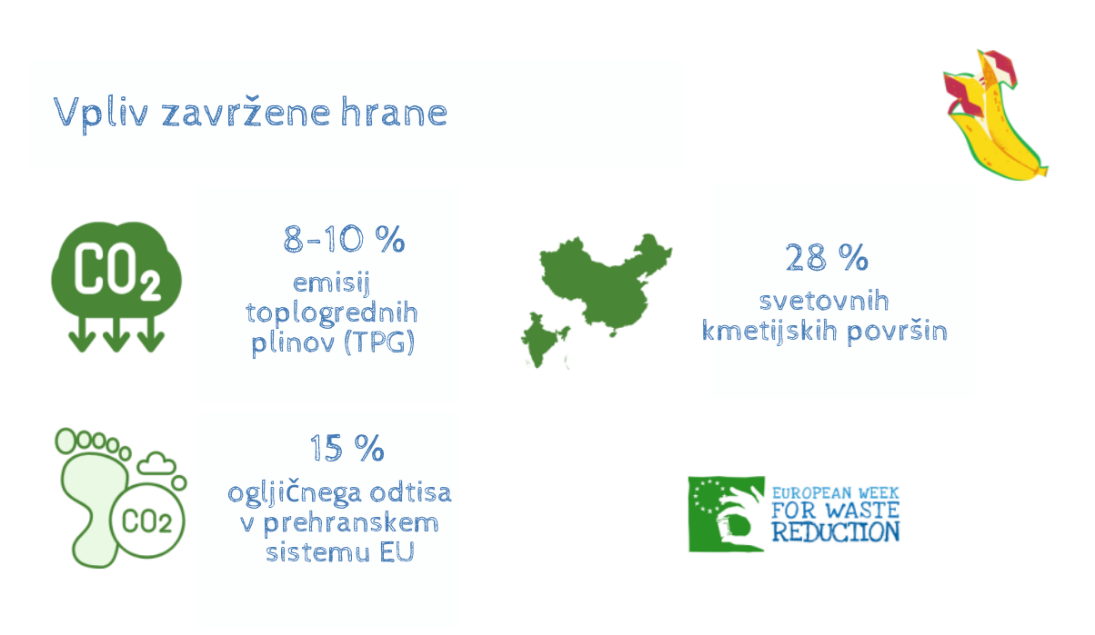 Vpliv zavržene hrane
CO2
8-10 %
emisij
toplogrednih
plinov (TPG)
28 %
svetovnih
kmetijskih površin
CO2
15 %
ogljičnega odtisa
v prehranskem
sistemu EU
EUROPEAN WEEK
FOR WASTE
REDUCTION